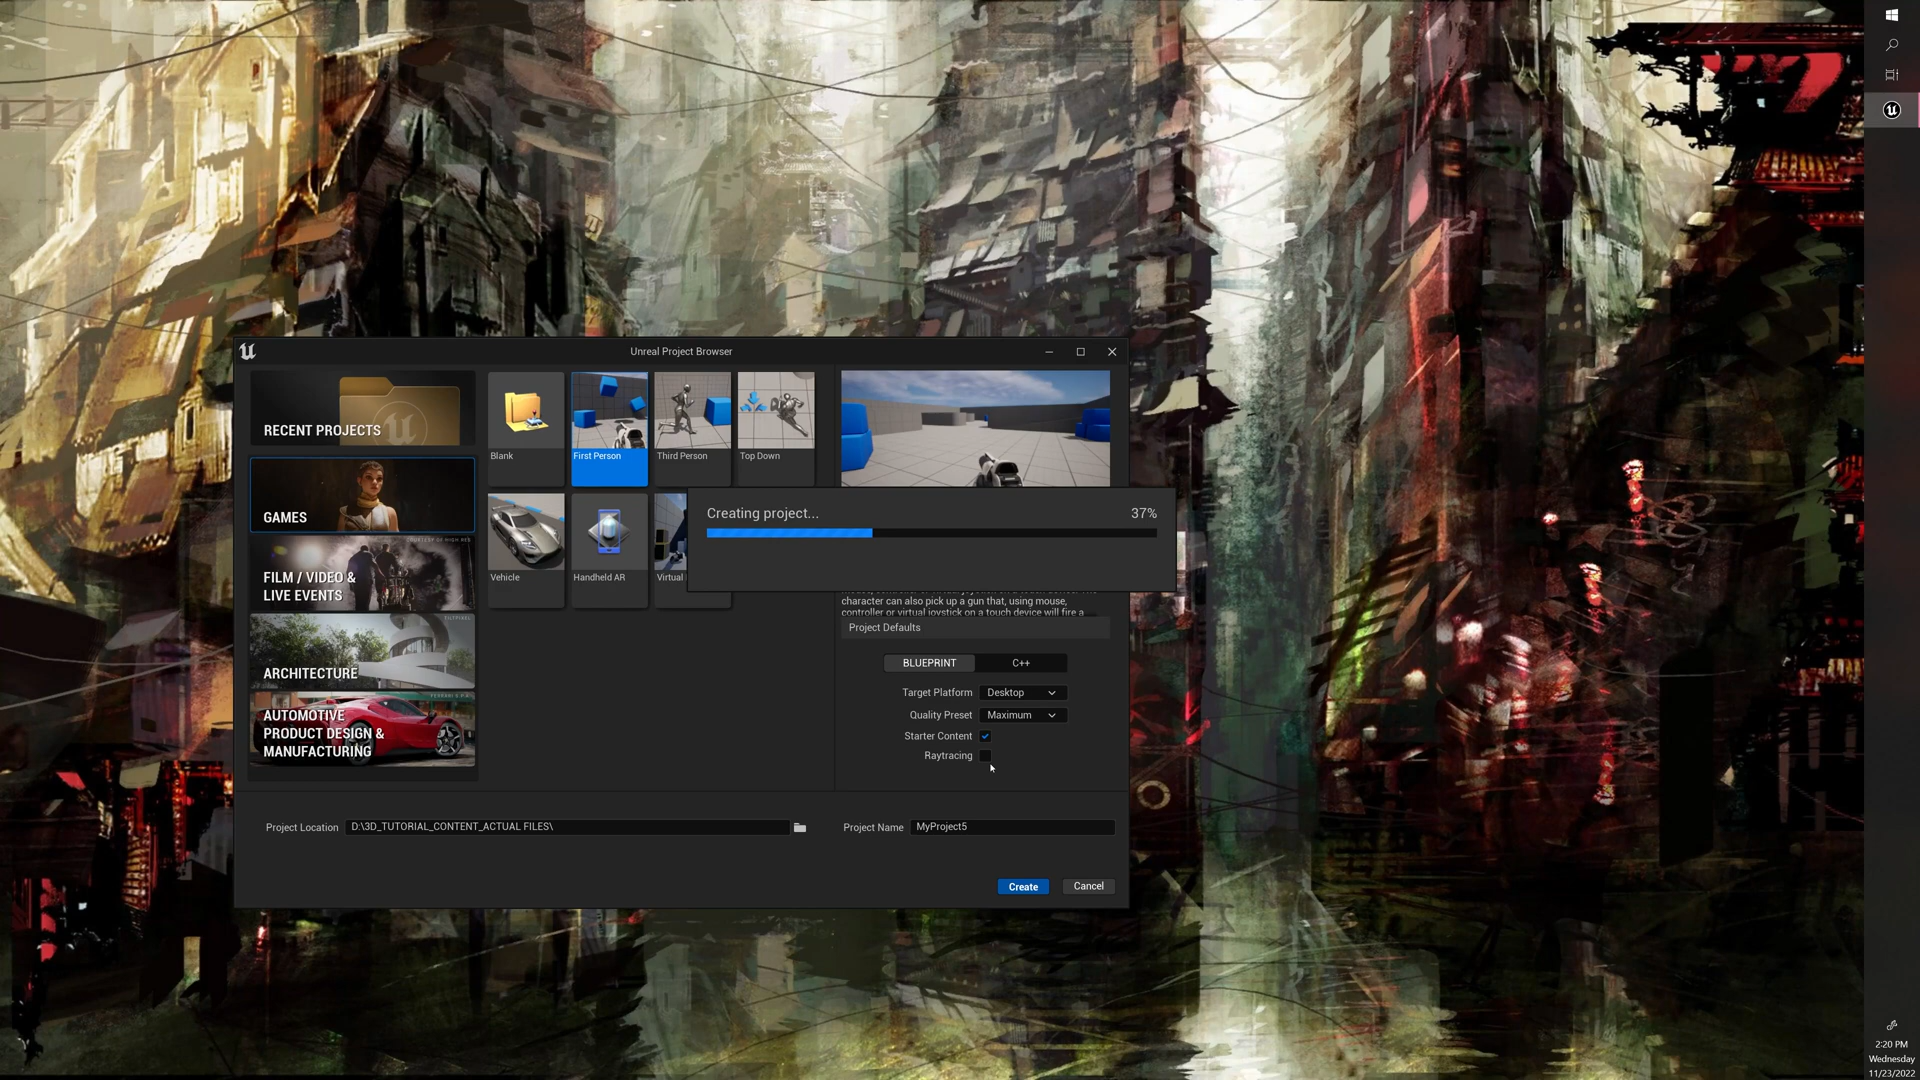 Unreal Project Browser
RECENT PROJECTS
GAMES
FILM / VIDEO &
LIVE EVENTS
ARCHITECTURE
AUTOMOTIVE
PRODUCT DESIGN &
MANUFACTURING
Blank
First Person
Third Person
Top Down
Vehicle
Handheld AR
Virtual
Creating project...
37%
character can also pick up a gun that, using mouse,
controller or virtual joystick on a touch device will fire a
Project Defaults
BLUEPRINT
C++
Target Platform
Desktop
Quality Preset
Maximum
Starter Content
Raytracing
Project Location
D:\3D_TUTORIAL_CONTENT_ACTUAL FILES\
Project Name
MyProject5
Create
Cancel
2:20 PM
Wednesday
11/23/2022